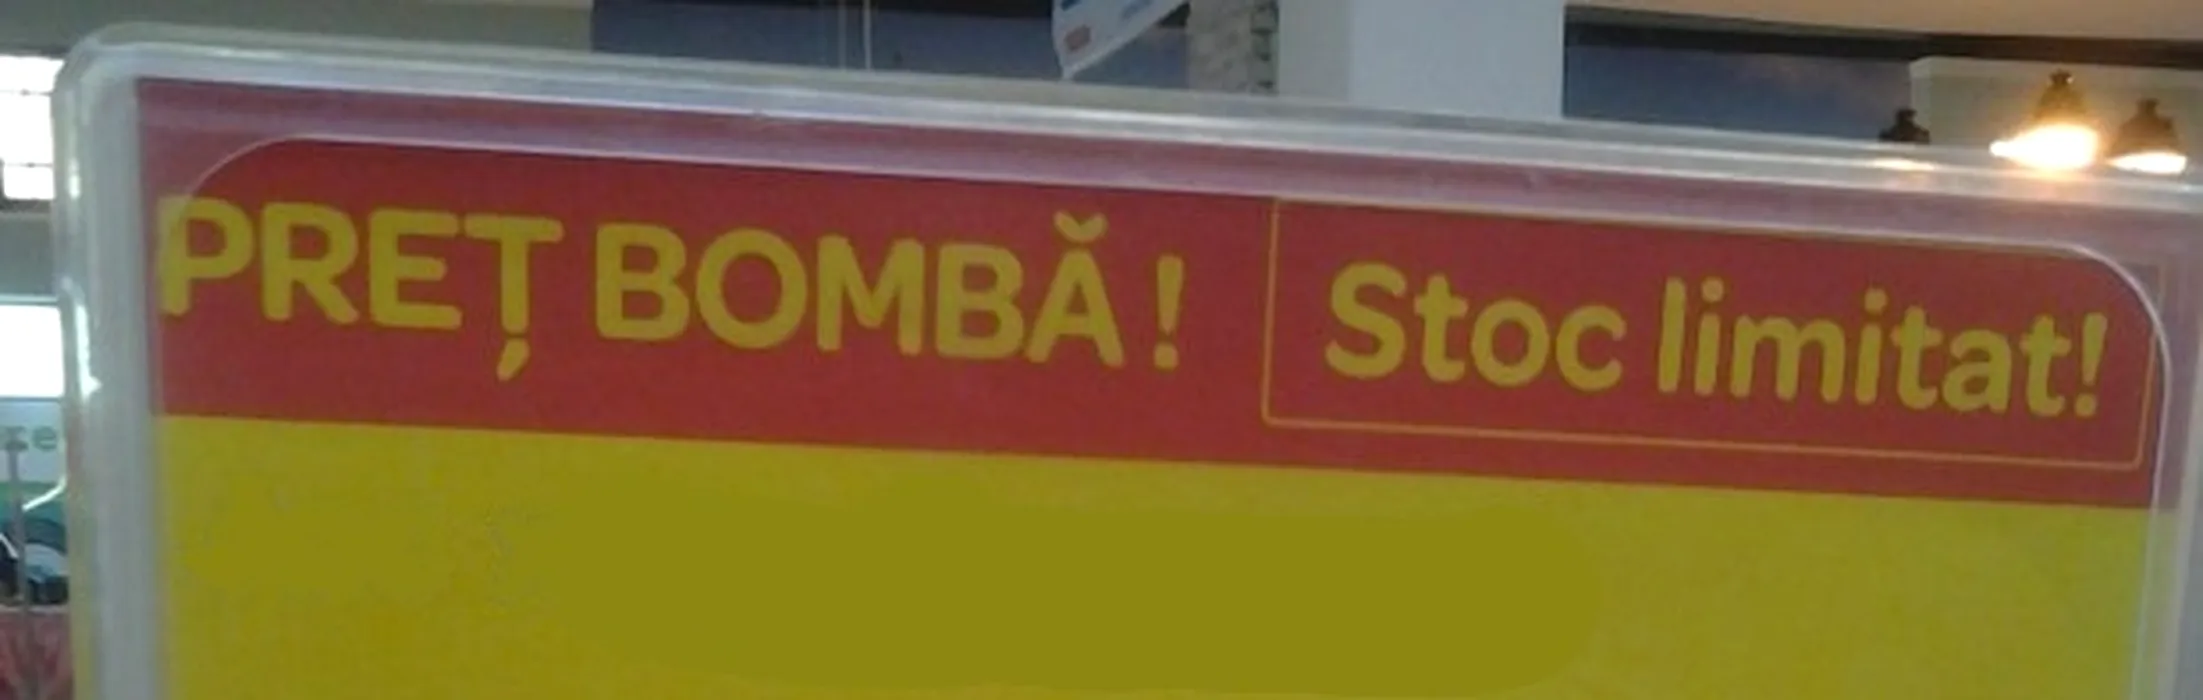 PREȚ BOMBĂ! Stoc limitat!